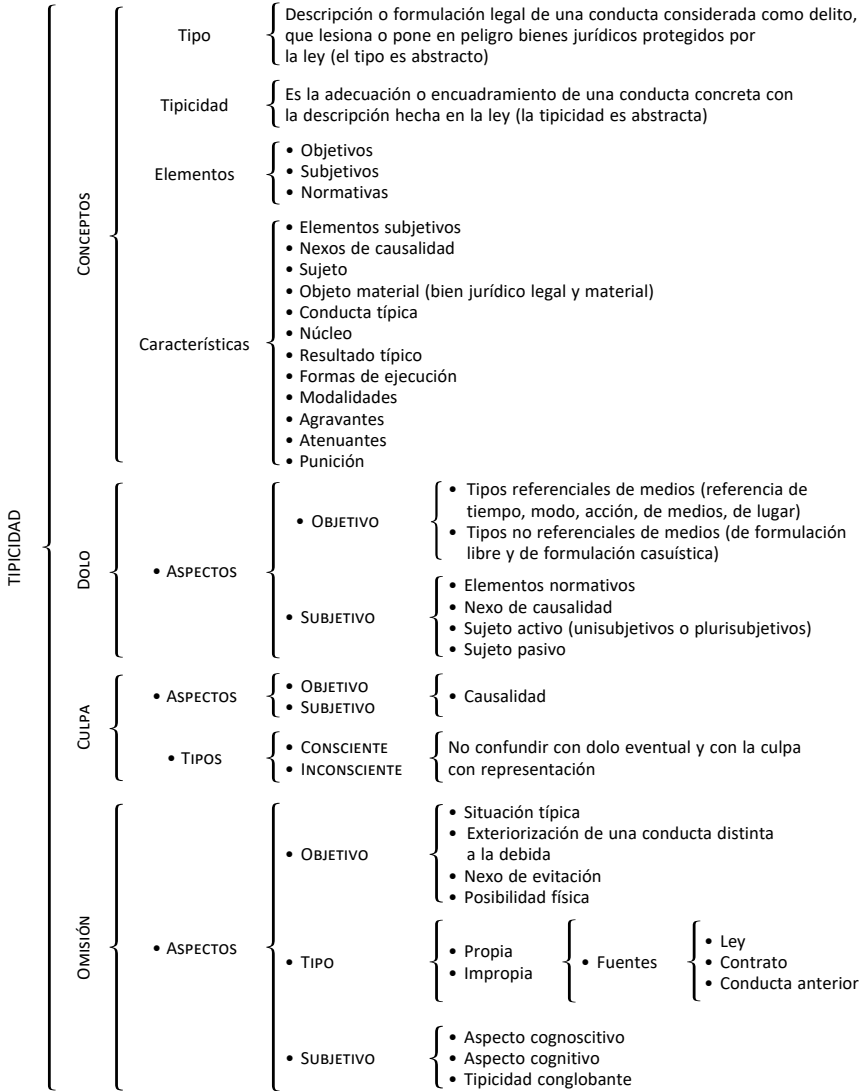 TIPICIDAD
CONCEPTOS
Tipo
Descripción o formulación legal de una conducta considerada como delito,
que lesiona o pone en peligro bienes jurídicos protegidos por
la ley (el tipo es abstracto)
Tipicidad
Es la adecuación o encuadramiento de una conducta concreta con
la descripción hecha en la ley (la tipicidad es abstracta)
Elementos
• Objetivos
• Subjetivos
• Normativas
Características
• Elementos subjetivos
• Nexos de causalidad
• Sujeto
• Objeto material (bien jurídico legal y material)
• Conducta típica
• Núcleo
• Resultado típico
• Formas de ejecución
• Modalidades
• Agravantes
• Atenuantes
• Punición
DOLO
• ASPECTOS
• OBJETIVO
• Tipos referenciales de medios (referencia de
tiempo, modo, acción, de medios, de lugar)
• Tipos no referenciales de medios (de formulación
libre y de formulación casuística)
• SUBJETIVO
• Elementos normativos
• Nexo de causalidad
• Sujeto activo (unisubjetivos o plurisubjetivos)
• Sujeto pasivo
CULPA
• ASPECTOS
• OBJETIVO
• SUBJETIVO
• Causalidad
• TIPOS
• CONSCIENTE
• INCONSCIENTE
No confundir con dolo eventual y con la culpa
con representación
OMISIÓN
• ASPECTOS
• OBJETIVO
• Situación típica
• Exteriorización de una conducta distinta
a la debida
• Nexo de evitación
• Posibilidad física
• TIPO
• Propia
• Impropia
• Fuentes
• Ley
• Contrato
• Conducta anterior
• SUBJETIVO
• Aspecto cognoscitivo
• Aspecto cognitivo
• Tipicidad conglobante